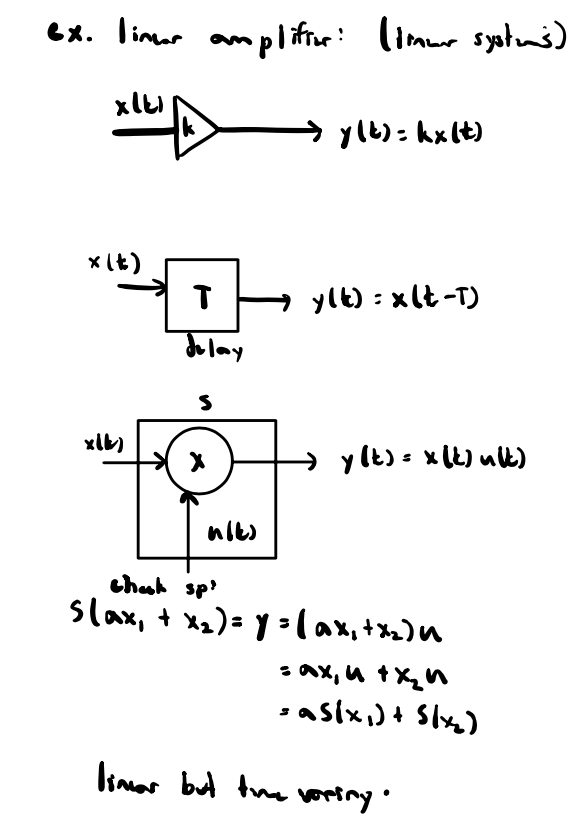 ex. linear amplifier: (linear systems)
x(t)
k
y(t) = kx(t)
x(t)
T
y(t) = x(t-T)
delay
S
x(t)
X
y(t) = x(t) u(t)
u(t)
check sp:
S(ax₁ + x₂) = y = (ax₁+x₂)u
= ax₁u + x₂u
= aS(x₁) + S(x₂)
linear but time varying.